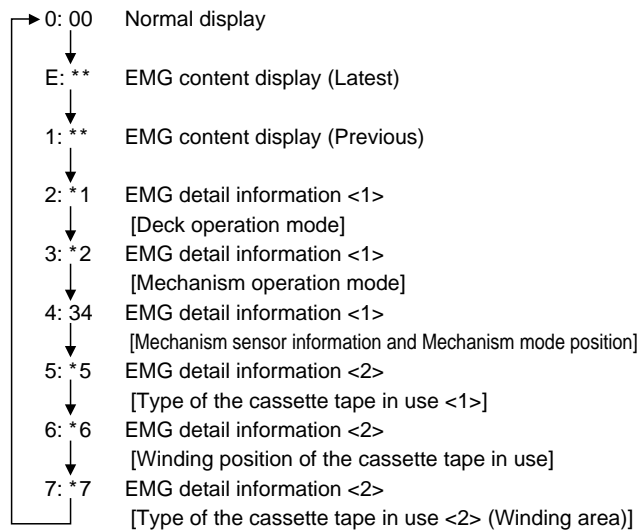 0: 00 Normal display
E: ** EMG content display (Latest)
1: ** EMG content display (Previous)
2: *1 EMG detail information <1>
[Deck operation mode]
3: *2 EMG detail information <1>
[Mechanism operation mode]
4: 34 EMG detail information <1>
[Mechanism sensor information and Mechanism mode position]
5: *5 EMG detail information <2>
[Type of the cassette tape in use <1>]
6: *6 EMG detail information <2>
[Winding position of the cassette tape in use]
7: *7 EMG detail information <2>
[Type of the cassette tape in use <2> (Winding area)]